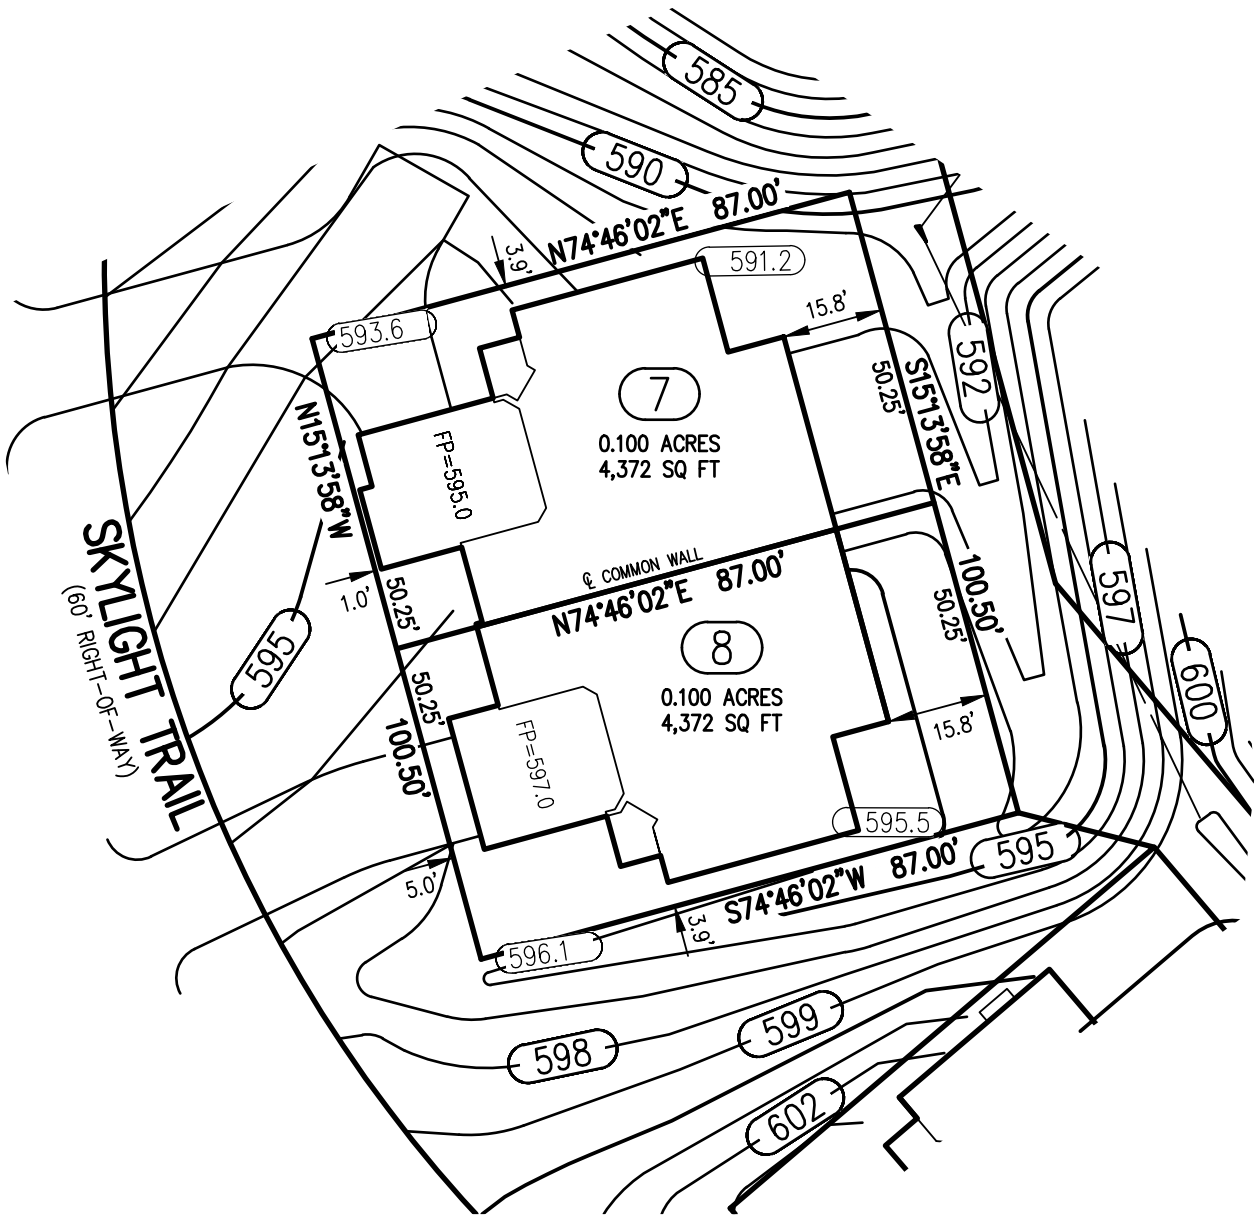 585
590
N74°46'02"E 87.00'
3.9'
591.2
593.6
15.8'
592
7
0.100 ACRES
4,372 SQ FT
50.25'
S15°13'58"E
N15°13'58"W
FP=595.0
SKYLIGHT TRAIL
(60' RIGHT-OF-WAY)
1.0'
50.25'
℄ COMMON WALL
N74°46'02"E 87.00'
100.50'
50.25'
597
595
8
0.100 ACRES
4,372 SQ FT
600
50.25'
100.50'
FP=597.0
15.8'
595.5
595
5.0'
S74°46'02"W 87.00'
3.9'
596.1
598
599
602